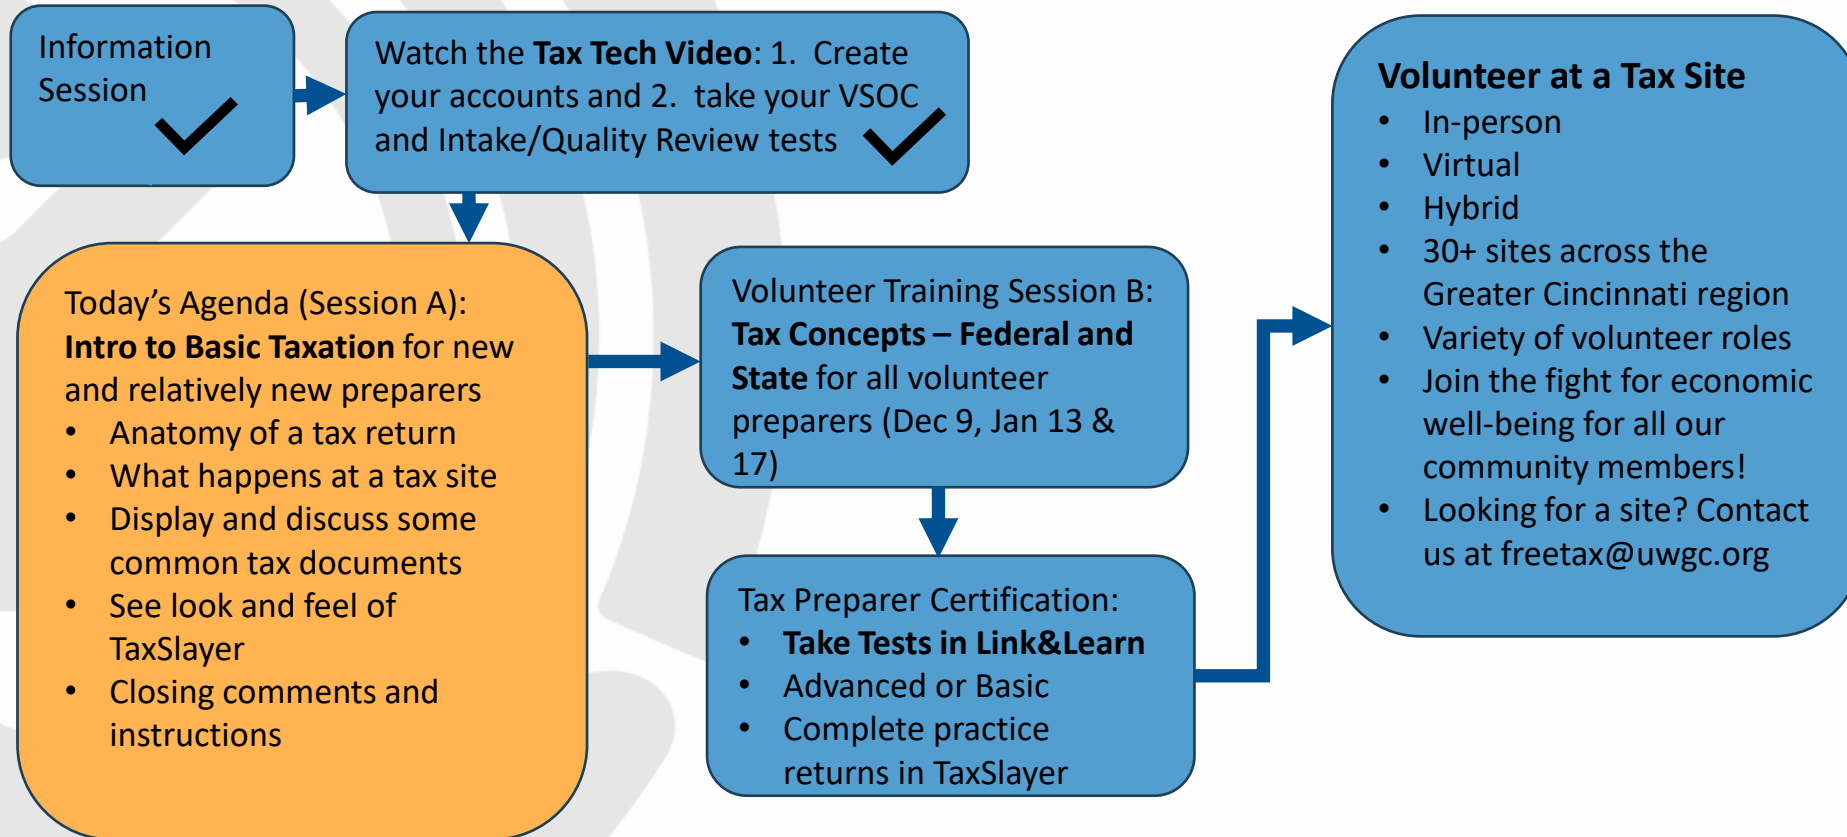 Information
Session
Watch the Tax Tech Video: 1.  Create
your accounts and 2.  take your VSOC
and Intake/Quality Review tests
Today’s Agenda (Session A):
Intro to Basic Taxation for new
and relatively new preparers
• Anatomy of a tax return
• What happens at a tax site
• Display and discuss some
common tax documents
• See look and feel of
TaxSlayer
• Closing comments and
instructions
Volunteer Training Session B:
Tax Concepts – Federal and
State for all volunteer
preparers (Dec 9, Jan 13 &
17)
Tax Preparer Certification:
• Take Tests in Link&Learn
• Advanced or Basic
• Complete practice
returns in TaxSlayer
Volunteer at a Tax Site
• In-person
• Virtual
• Hybrid
• 30+ sites across the
Greater Cincinnati region
• Variety of volunteer roles
• Join the fight for economic
well-being for all our
community members!
• Looking for a site? Contact
us at freetax@uwgc.org